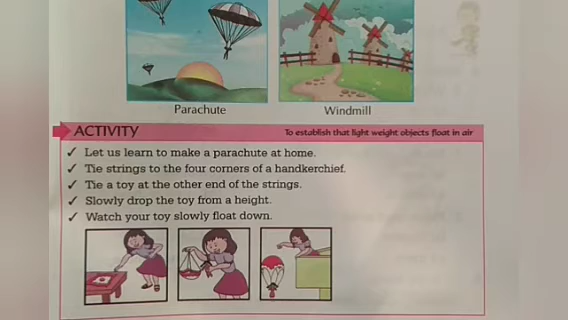 Parachute
Windmill
ACTIVITY
To establish that light weight objects float in air
✓ Let us learn to make a parachute at home.
✓ Tie strings to the four corners of a handkerchief.
✓ Tie a toy at the other end of the strings.
✓ Slowly drop the toy from a height.
✓ Watch your toy slowly float down.